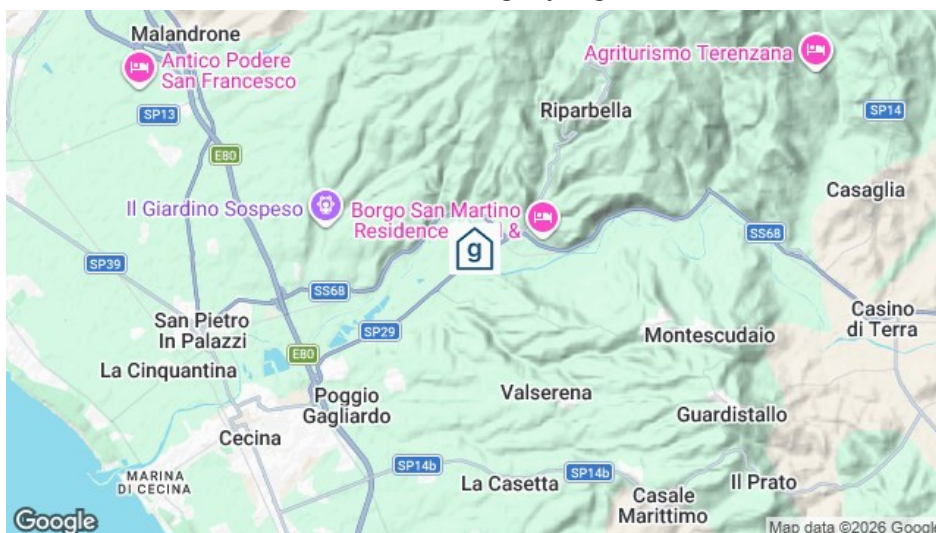 Malandrone
Antico Podere
San Francesco
Agriturismo Terenzana
Riparbella
SP13
SP14
E80
Casaglia
Il Giardino Sospeso
Borgo San Martino
Residence
&
g
SS68
SP39
SS68
Casino
di Terra
San Pietro
In Palazzi
SP29
Montescudaio
E80
La Cinquantina
Poggio
Gagliardo
Valserena
Guardistallo
Cecina
MARINA
DI CECINA
SP14b
SP14b
La Casetta
Il Prato
Casale
Marittimo
Google
Map data ©2026 Google